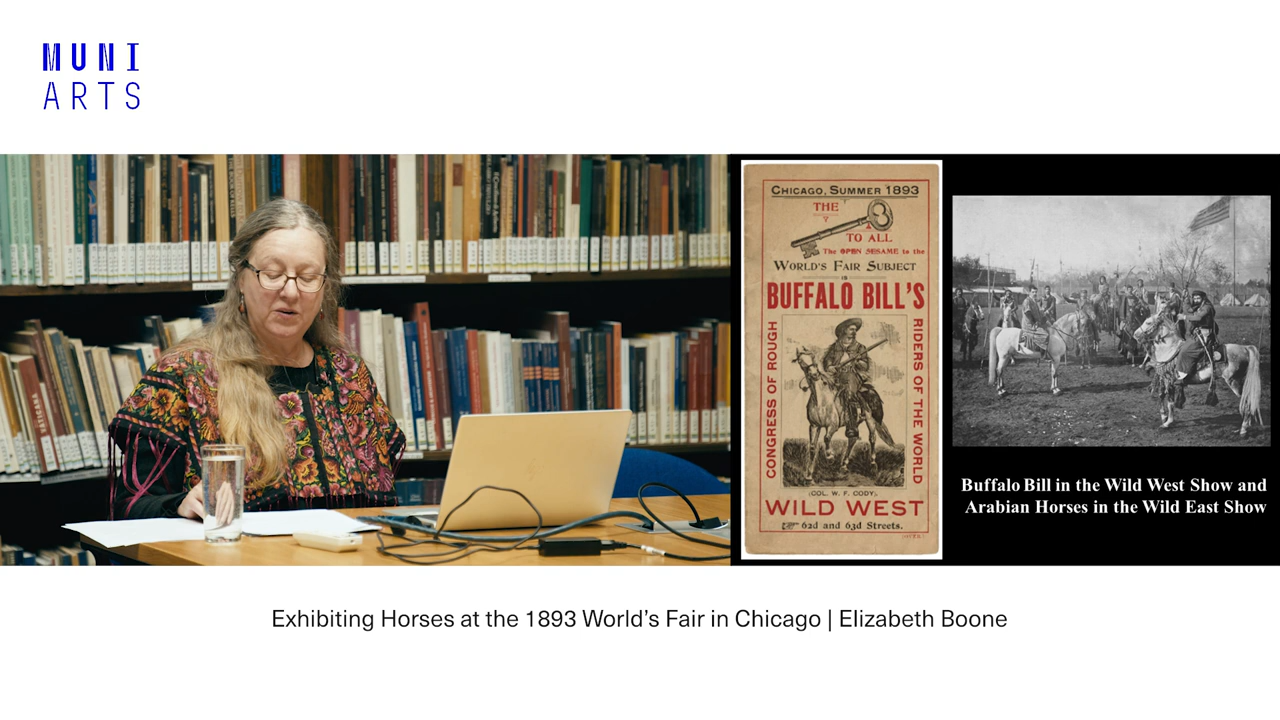 MUNI
ARTS
CHICAGO, SUMMER 1893
THE
TO ALL
THE OPEN SESAME to the
WORLD'S FAIR SUBJECT
IS
BUFFALO BILL'S
CONGRESS OF ROUGH
RIDERS OF THE WORLD
(COL. W. F. CODY)
WILD WEST
62d and 63d Streets.
Buffalo Bill in the Wild West Show and
Arabian Horses in the Wild East Show
VATICANA
Exhibiting Horses at the 1893 World's Fair in Chicago | Elizabeth Boone